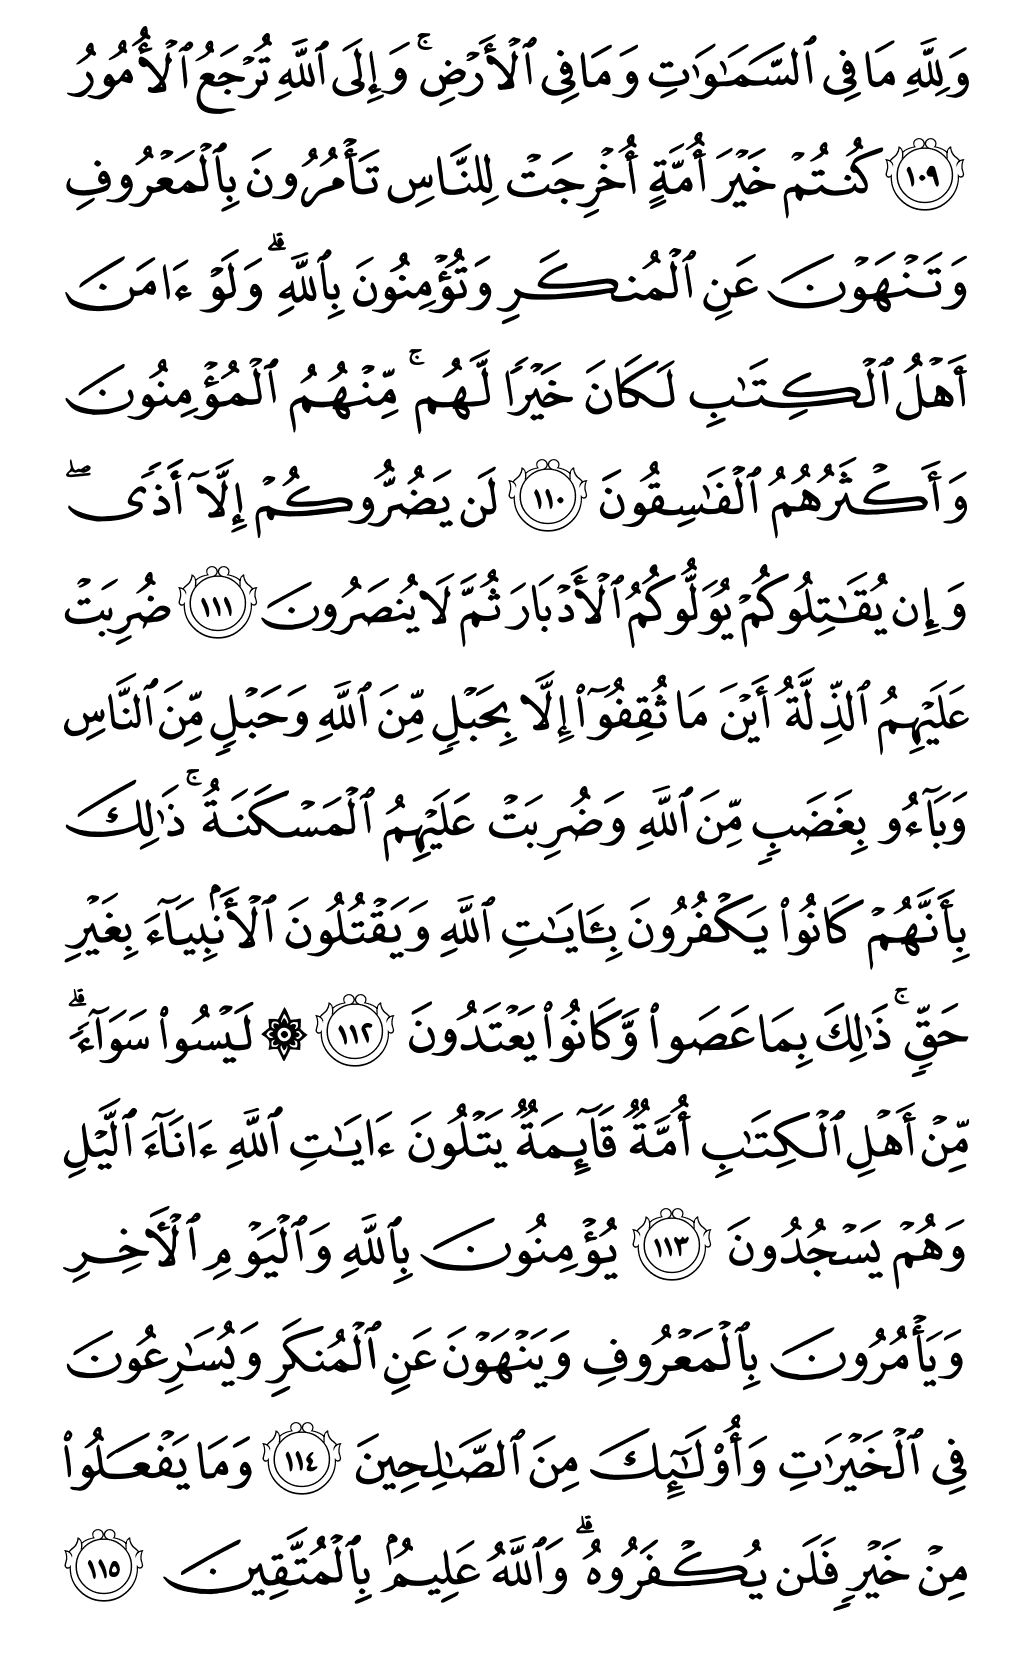 وَلِلَّهِ مَا فِى ٱلسَّمَـٰوَٰتِ وَمَا فِى ٱلْأَرْضِ ۚ وَإِلَى ٱللَّهِ تُرْجَعُ ٱلْأُمُورُ
١٠٩ كُنتُمْ خَيْرَ أُمَّةٍ أُخْرِجَتْ لِلنَّاسِ تَأْمُرُونَ بِٱلْمَعْرُوفِ
وَتَنْهَوْنَ عَنِ ٱلْمُنكَرِ وَتُؤْمِنُونَ بِٱللَّهِ ۗ وَلَوْ ءَامَنَ
أَهْلُ ٱلْكِتَـٰبِ لَكَانَ خَيْرًا لَّهُم ۚ مِّنْهُمُ ٱلْمُؤْمِنُونَ
وَأَكْثَرُهُمُ ٱلْفَـٰسِقُونَ ١١٠ لَن يَضُرُّوكُمْ إِلَّآ أَذًى ۖ
وَإِن يُقَـٰتِلُوكُمْ يُوَلُّوكُمُ ٱلْأَدْبَارَ ثُمَّ لَا يُنصَرُونَ ١١١ ضُرِبَتْ
عَلَيْهِمُ ٱلذِّلَّةُ أَيْنَ مَا ثُقِفُوٓا۟ إِلَّا بِحَبْلٍ مِّنَ ٱللَّهِ وَحَبْلٍ مِّنَ ٱلنَّاسِ
وَبَآءُو بِغَضَبٍ مِّنَ ٱللَّهِ وَضُرِبَتْ عَلَيْهِمُ ٱلْمَسْكَنَةُ ۚ ذَٰلِكَ
بِأَنَّهُمْ كَانُوا۟ يَكْفُرُونَ بِـَٔايَـٰتِ ٱللَّهِ وَيَقْتُلُونَ ٱلْأَنۢبِيَآءَ بِغَيْرِ
حَقٍّ ۚ ذَٰلِكَ بِمَا عَصَوا۟ وَّكَانُوا۟ يَعْتَدُونَ ١١٢ ۞ لَيْسُوا۟ سَوَآءً ۗ
مِّنْ أَهْلِ ٱلْكِتَـٰبِ أُمَّةٌ قَآئِمَةٌ يَتْلُونَ ءَايَـٰتِ ٱللَّهِ ءَانَآءَ ٱلَّيْلِ
وَهُمْ يَسْجُدُونَ ١١٣ يُؤْمِنُونَ بِٱللَّهِ وَٱلْيَوْمِ ٱلْـَٔاخِرِ
وَيَأْمُرُونَ بِٱلْمَعْرُوفِ وَيَنْهَوْنَ عَنِ ٱلْمُنكَرِ وَيُسَـٰرِعُونَ
فِى ٱلْخَيْرَٰتِ وَأُو۟لَـٰٓئِكَ مِنَ ٱلصَّـٰلِحِينَ ١١٤ وَمَا يَفْعَلُوا۟
مِنْ خَيْرٍ فَلَن يُكْفَرُوهُ ۗ وَٱللَّهُ عَلِيمٌۢ بِٱلْمُتَّقِينَ ١١٥